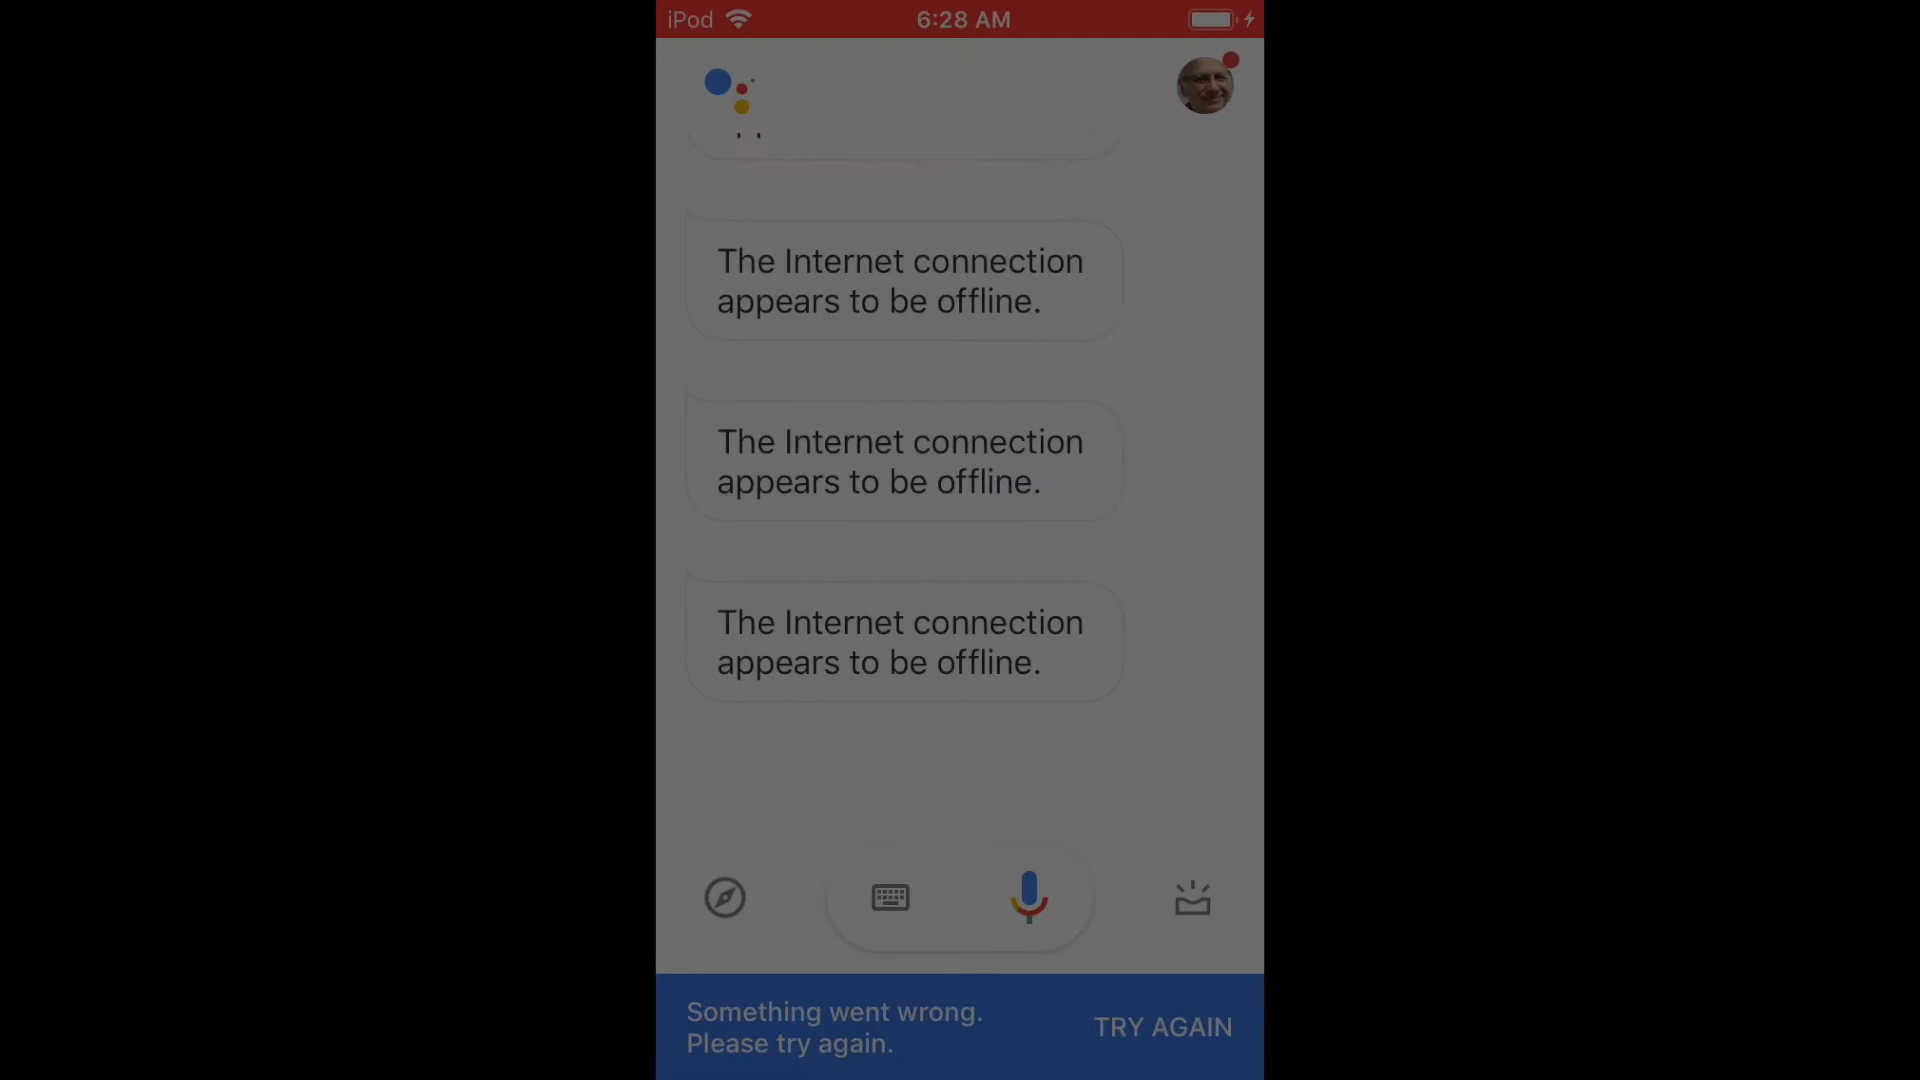 iPod 6:28 AM
The Internet connection
appears to be offline.
The Internet connection
appears to be offline.
The Internet connection
appears to be offline.
Something went wrong.
Please try again.
TRY AGAIN